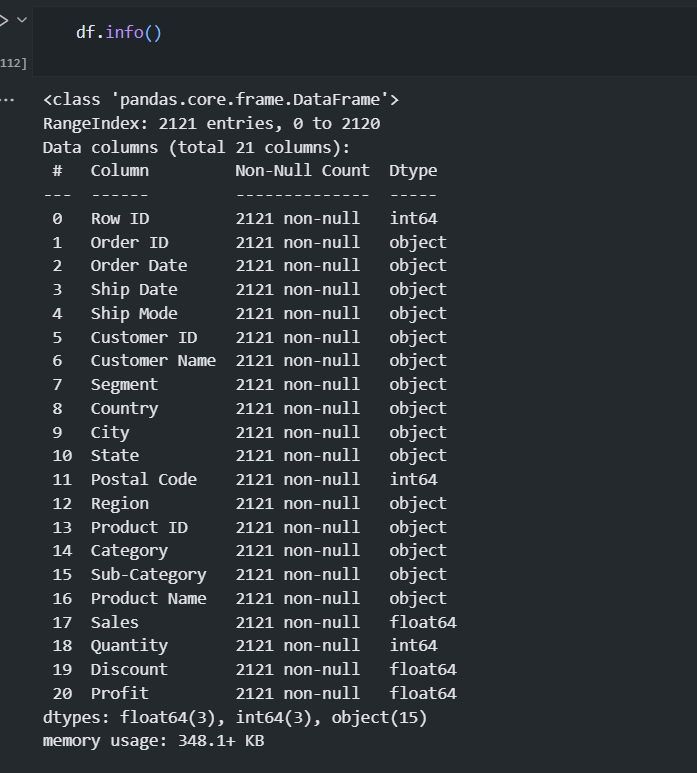 df.info()
112]
...
<class 'pandas.core.frame.DataFrame'>
RangeIndex: 2121 entries, 0 to 2120
Data columns (total 21 columns):
 #   Column         Non-Null Count  Dtype
---  ------         --------------  -----
 0   Row ID         2121 non-null   int64
 1   Order ID       2121 non-null   object
 2   Order Date     2121 non-null   object
 3   Ship Date      2121 non-null   object
 4   Ship Mode      2121 non-null   object
 5   Customer ID    2121 non-null   object
 6   Customer Name  2121 non-null   object
 7   Segment        2121 non-null   object
 8   Country        2121 non-null   object
 9   City           2121 non-null   object
 10  State          2121 non-null   object
 11  Postal Code    2121 non-null   int64
 12  Region         2121 non-null   object
 13  Product ID     2121 non-null   object
 14  Category       2121 non-null   object
 15  Sub-Category   2121 non-null   object
 16  Product Name   2121 non-null   object
 17  Sales          2121 non-null   float64
 18  Quantity       2121 non-null   int64
 19  Discount       2121 non-null   float64
 20  Profit         2121 non-null   float64
dtypes: float64(3), int64(3), object(15)
memory usage: 348.1+ KB